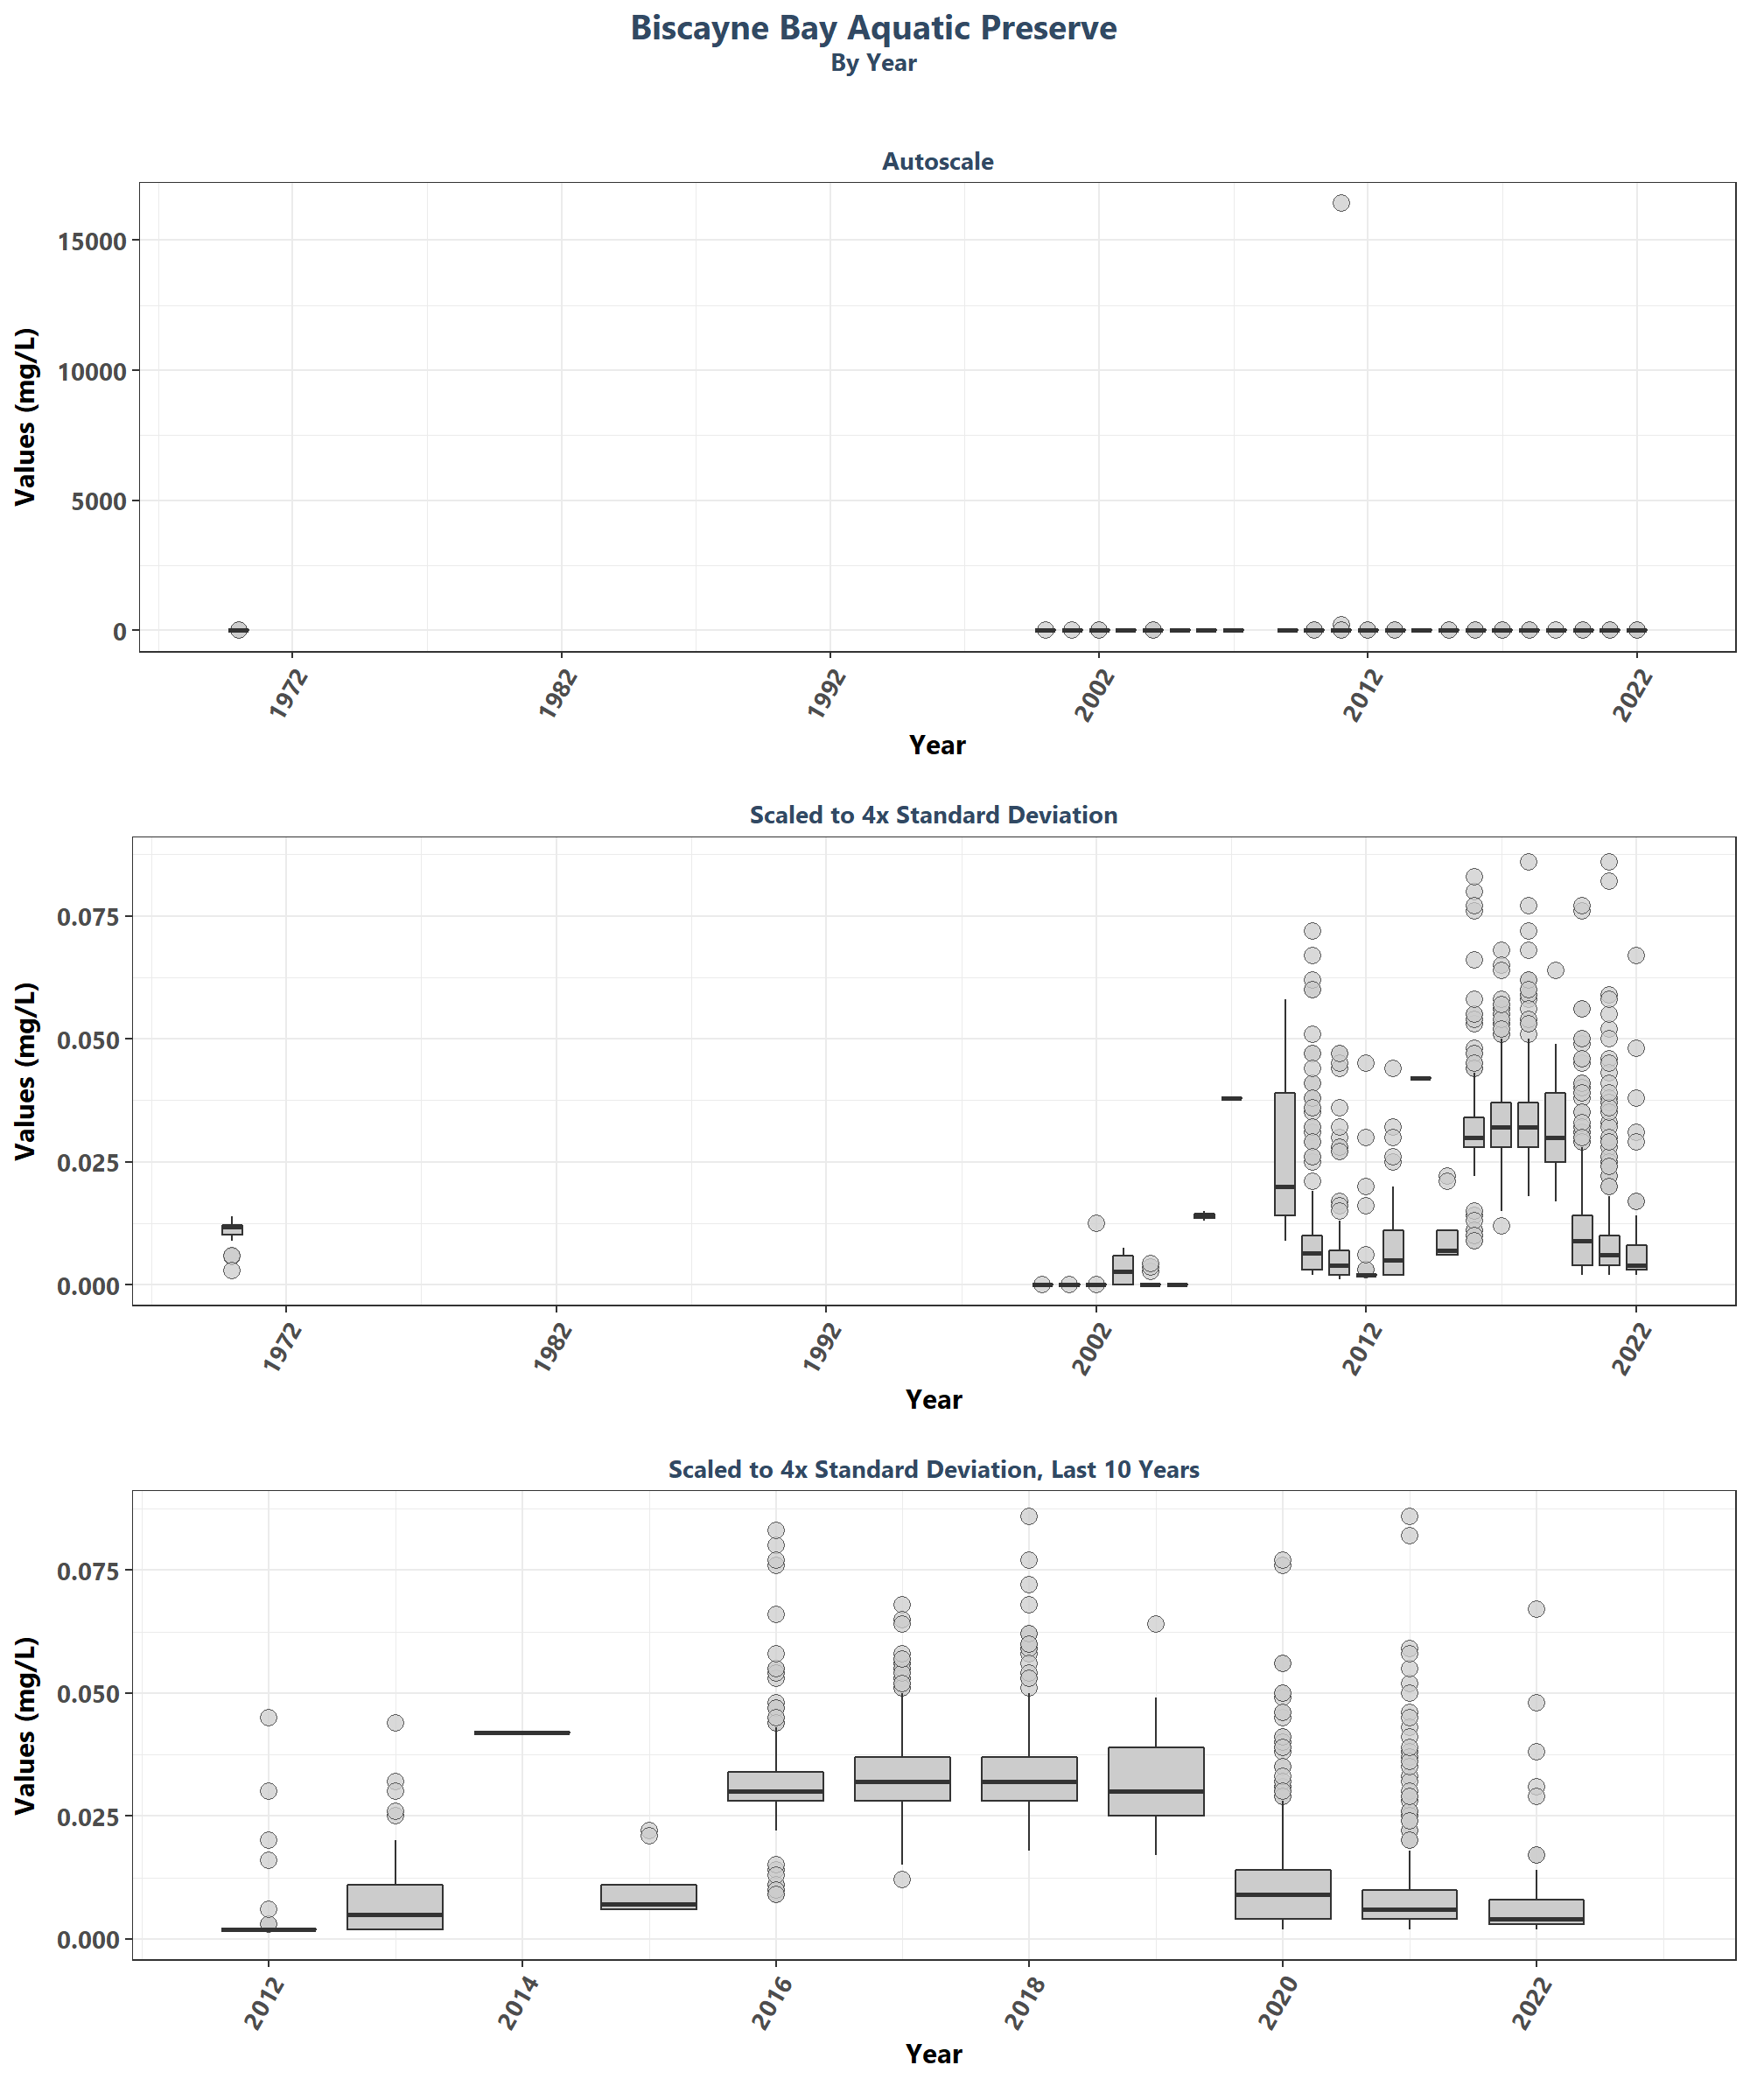 Biscayne Bay Aquatic Preserve
By Year
Autoscale
Values (mg/L)
15000
10000
5000
0
1972
1982
1992
2002
2012
2022
Year
Scaled to 4x Standard Deviation
Values (mg/L)
0.075
0.050
0.025
0.000
1972
1982
1992
2002
2012
2022
Year
Scaled to 4x Standard Deviation, Last 10 Years
Values (mg/L)
0.075
0.050
0.025
0.000
2012
2014
2016
2018
2020
2022
Year